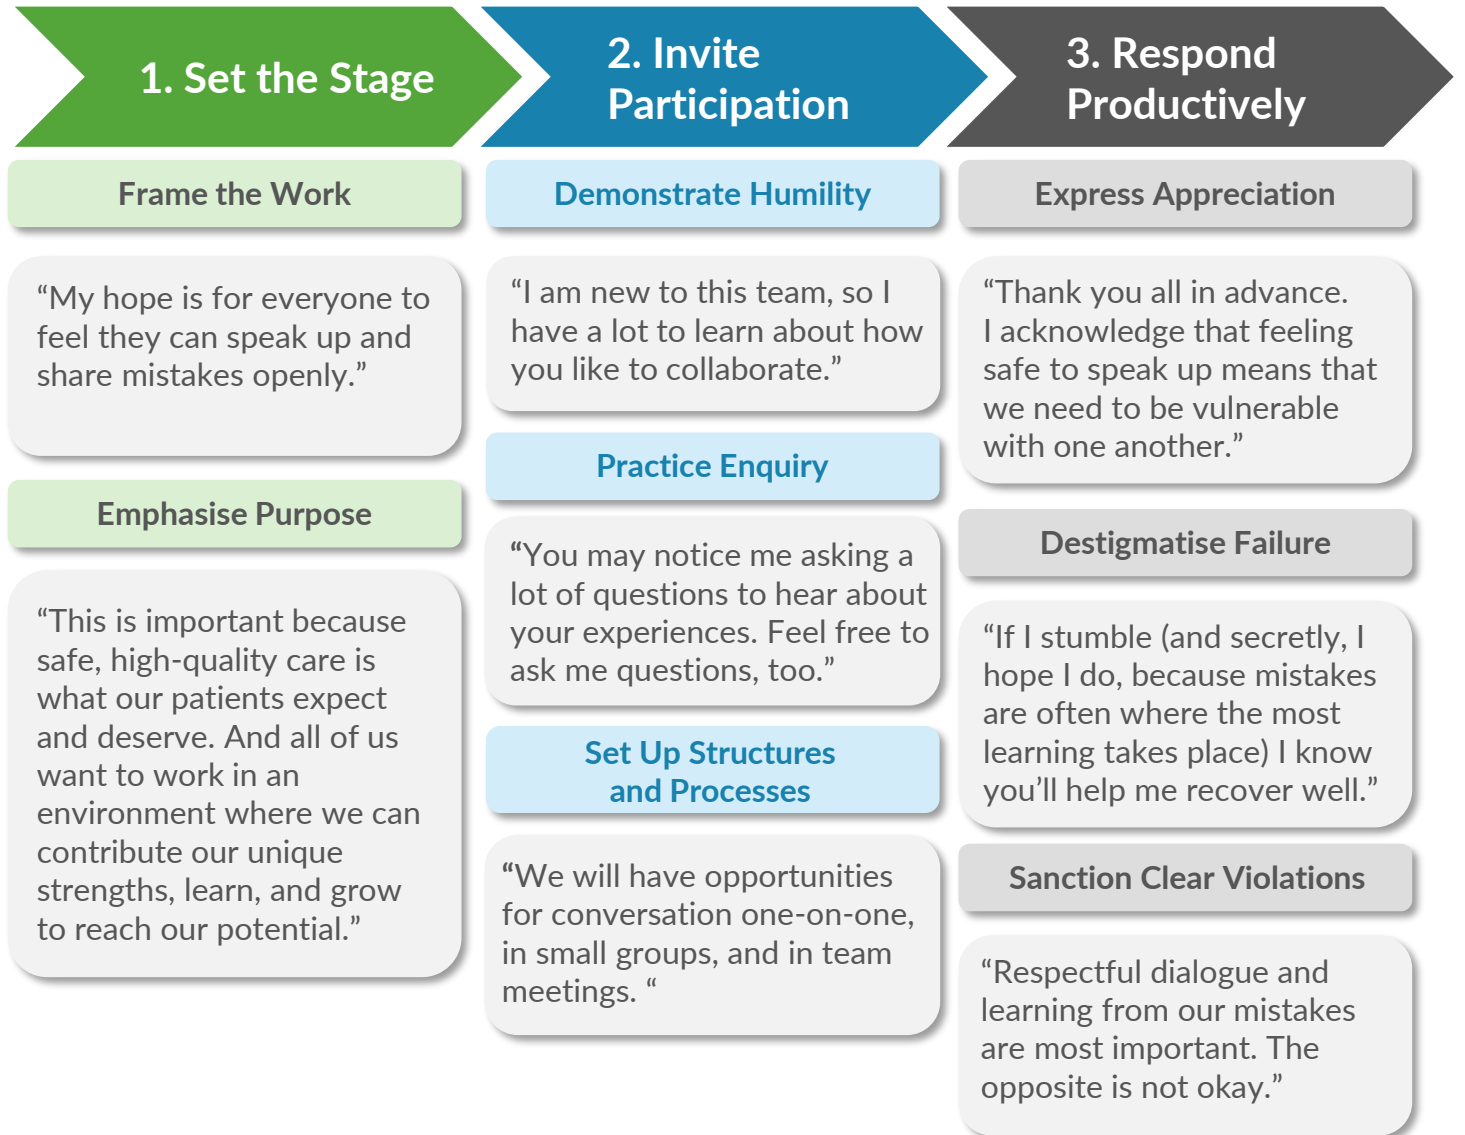 1. Set the Stage
Frame the Work
“My hope is for everyone to
feel they can speak up and
share mistakes openly.”
Emphasise Purpose
“This is important because
safe, high-quality care is
what our patients expect
and deserve. And all of us
want to work in an
environment where we can
contribute our unique
strengths, learn, and grow
to reach our potential.”
2. Invite
Participation
Demonstrate Humility
“I am new to this team, so I
have a lot to learn about how
you like to collaborate.”
Practice Enquiry
“You may notice me asking a
lot of questions to hear about
your experiences. Feel free to
ask me questions, too.”
Set Up Structures
and Processes
“We will have opportunities
for conversation one-on-one,
in small groups, and in team
meetings. “
3. Respond
Productively
Express Appreciation
“Thank you all in advance.
I acknowledge that feeling
safe to speak up means that
we need to be vulnerable
with one another.”
Destigmatise Failure
“If I stumble (and secretly, I
hope I do, because mistakes
are often where the most
learning takes place) I know
you’ll help me recover well.”
Sanction Clear Violations
“Respectful dialogue and
learning from our mistakes
are most important. The
opposite is not okay.”